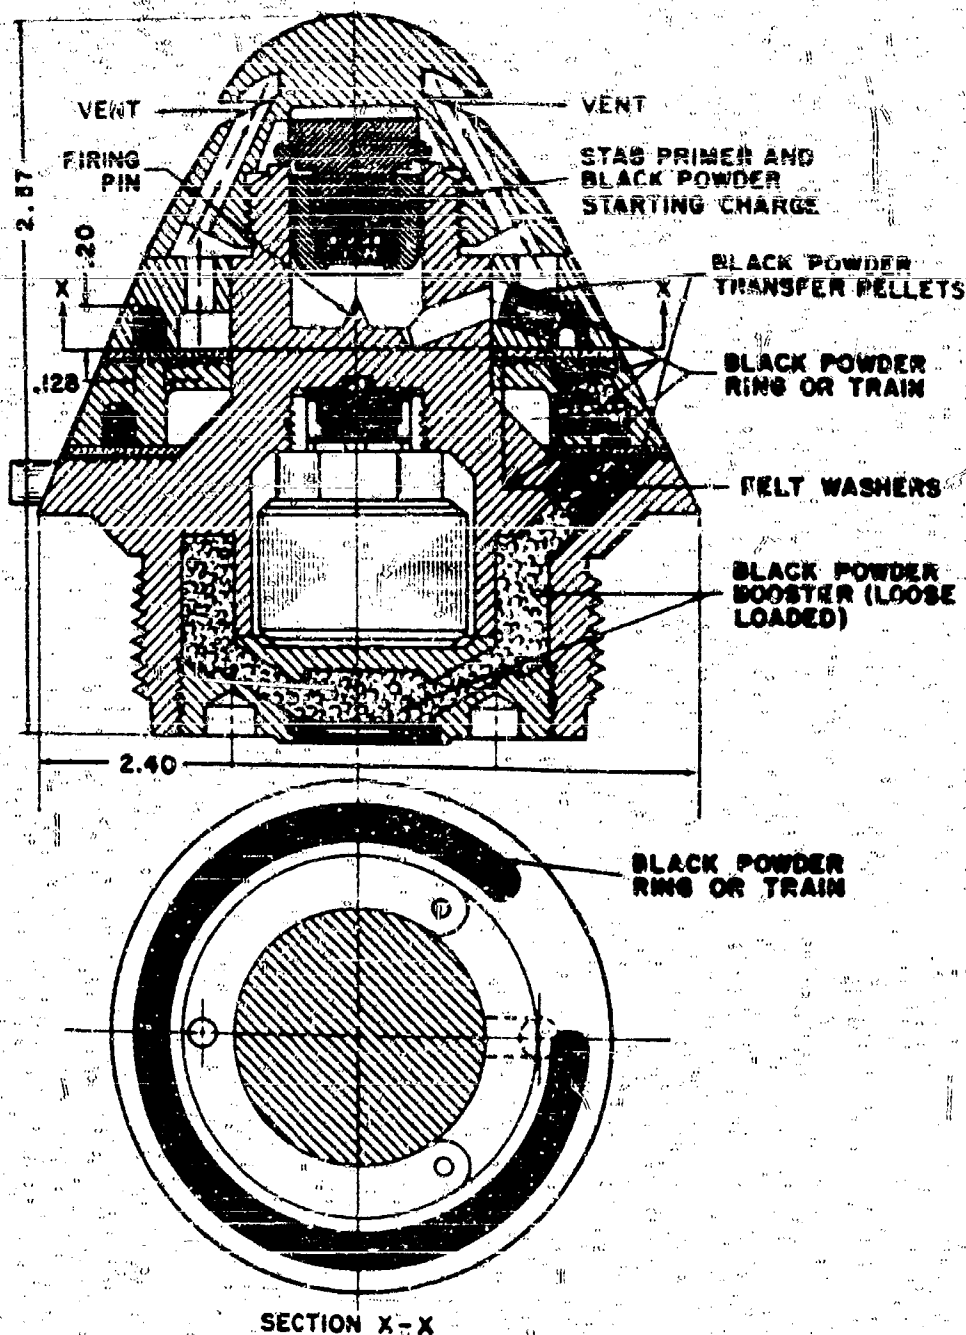 VENT
VENT
FIRING
PIN
STAB PRIMER AND
BLACK POWDER
STARTING CHARGE
2.87
.20
X
X
BLACK POWDER
TRANSFER PELLETS
.128
BLACK POWDER
RING OR TRAIN
FELT WASHERS
BLACK POWDER
BOOSTER (LOOSE
LOADED)
2.40
BLACK POWDER
RING OR TRAIN
SECTION X-X